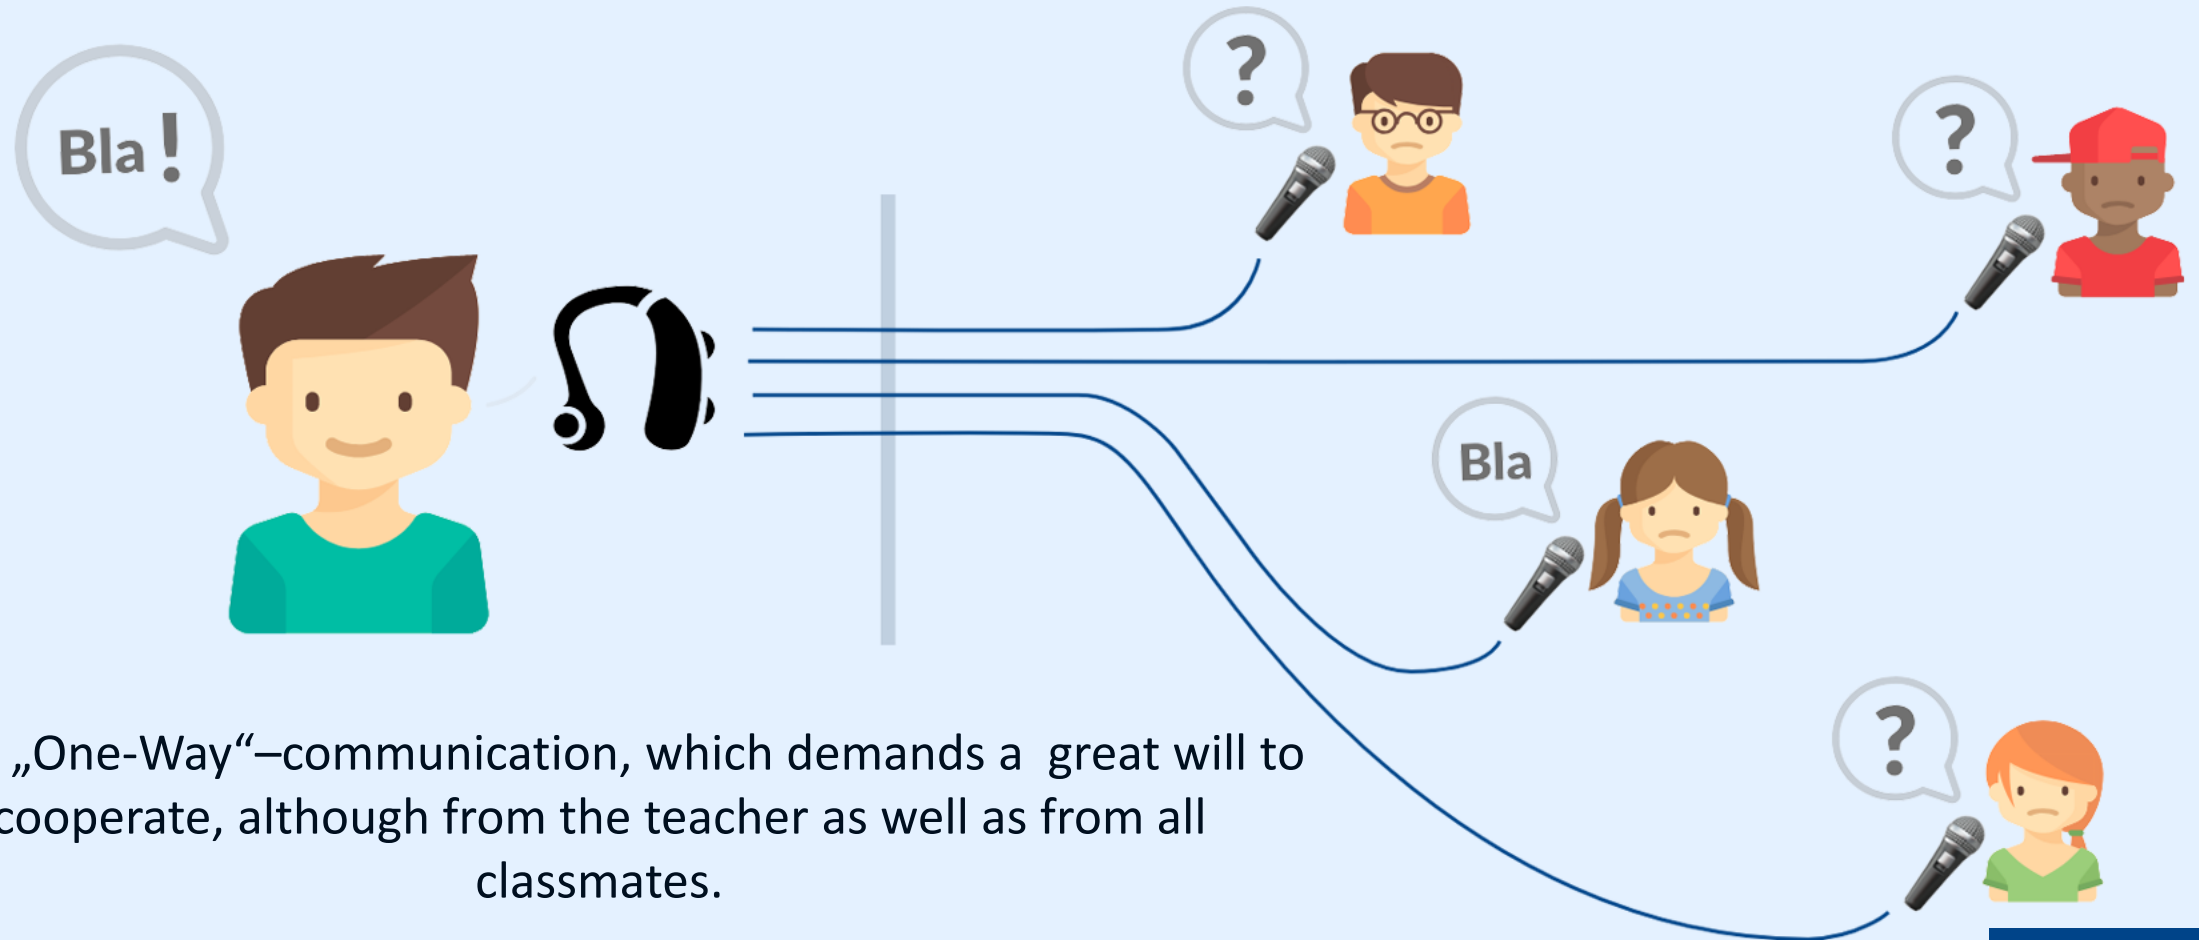 ?
?
Bla!
Bla
?
„One-Way“–communication, which demands a  great will to
cooperate, although from the teacher as well as from all
classmates.